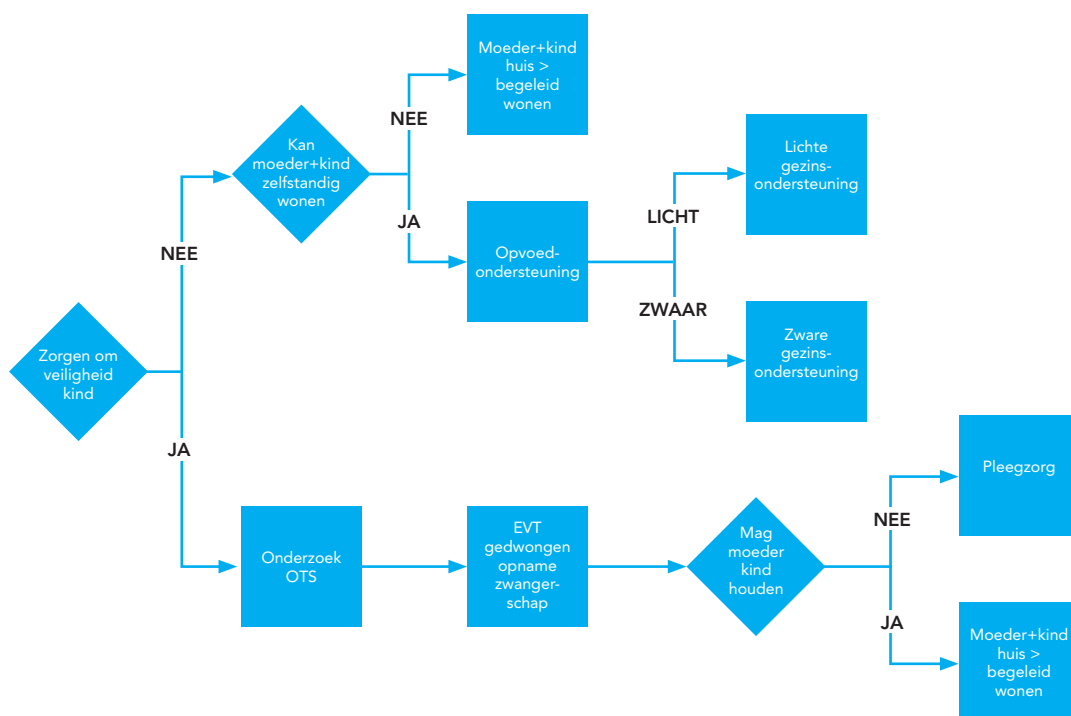 Moeder+kind
huis >
begeleid
wonen
NEE
Kan
moeder+kind
zelfstandig
wonen
Lichte
gezins-
ondersteuning
JA
LICHT
NEE
Opvoed-
ondersteuning
ZWAAR
Zorgen om
veiligheid
kind
Zware
gezins-
ondersteuning
JA
Pleegzorg
NEE
Onderzoek
OTS
EVT
gedwongen
opname
zwanger-
schap
Mag
moeder
kind
houden
JA
Moeder+kind
huis >
begeleid
wonen